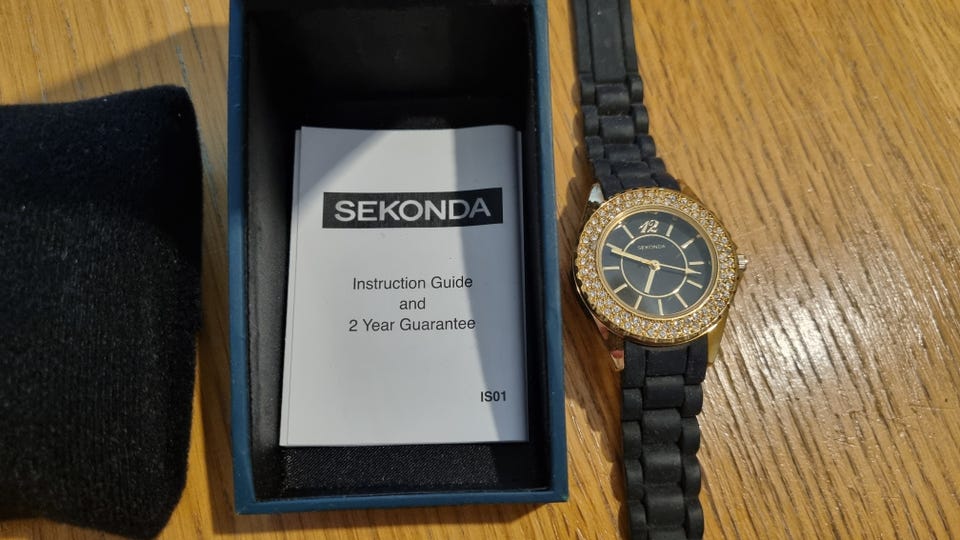 SEKONDA
Instruction Guide
and
2 Year Guarantee
IS01
12
SEKONDA